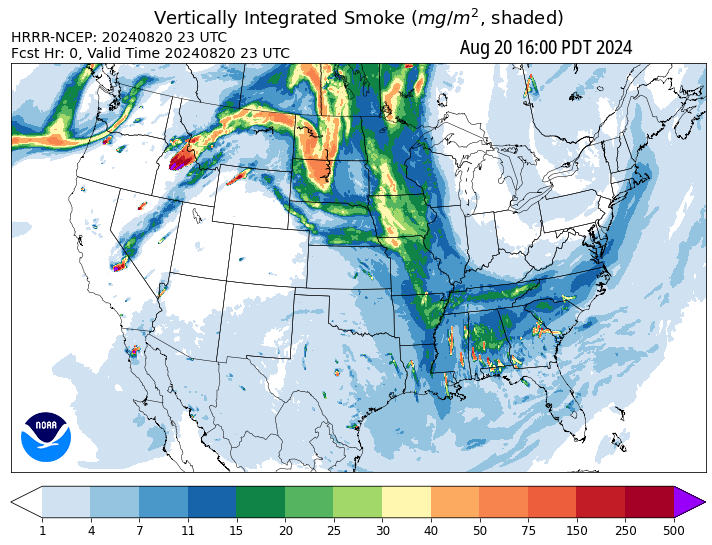 Vertically Integrated Smoke (mg/m², shaded)
HRRR-NCEP: 20240820 23 UTC
Fcst Hr: 0, Valid Time 20240820 23 UTC
Aug 20 16:00 PDT 2024
NOAA
1 4 7 11 15 20 25 30 40 50 75 150 250 500